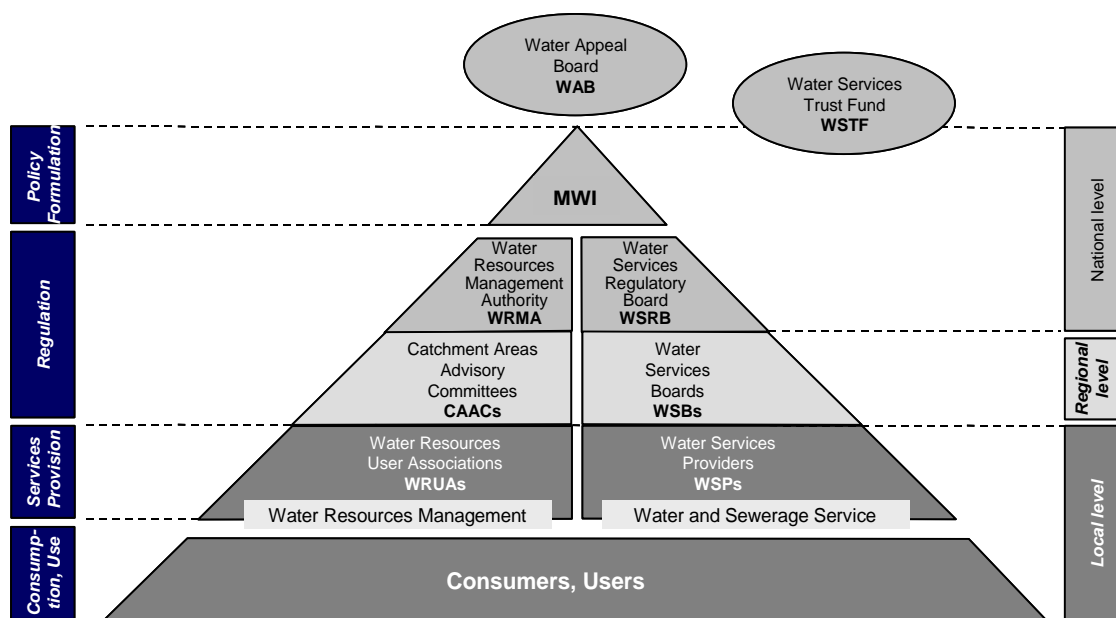 Water Appeal
Board
WAB
Water Services
Trust Fund
WSTF
Policy
Formulation
MWI
National level
Regulation
Water
Resources
Management
Authority
WRMA
Water
Services
Regulatory
Board
WSRB
Catchment Areas
Advisory
Committees
CAACs
Water
Services
Boards
WSBs
Regional
level
Services
Provision
Water Resources
User Associations
WRUAs
Water Services
Providers
WSPs
Water Resources Management
Water and Sewerage Service
Local level
Consump-
tion, Use
Consumers, Users